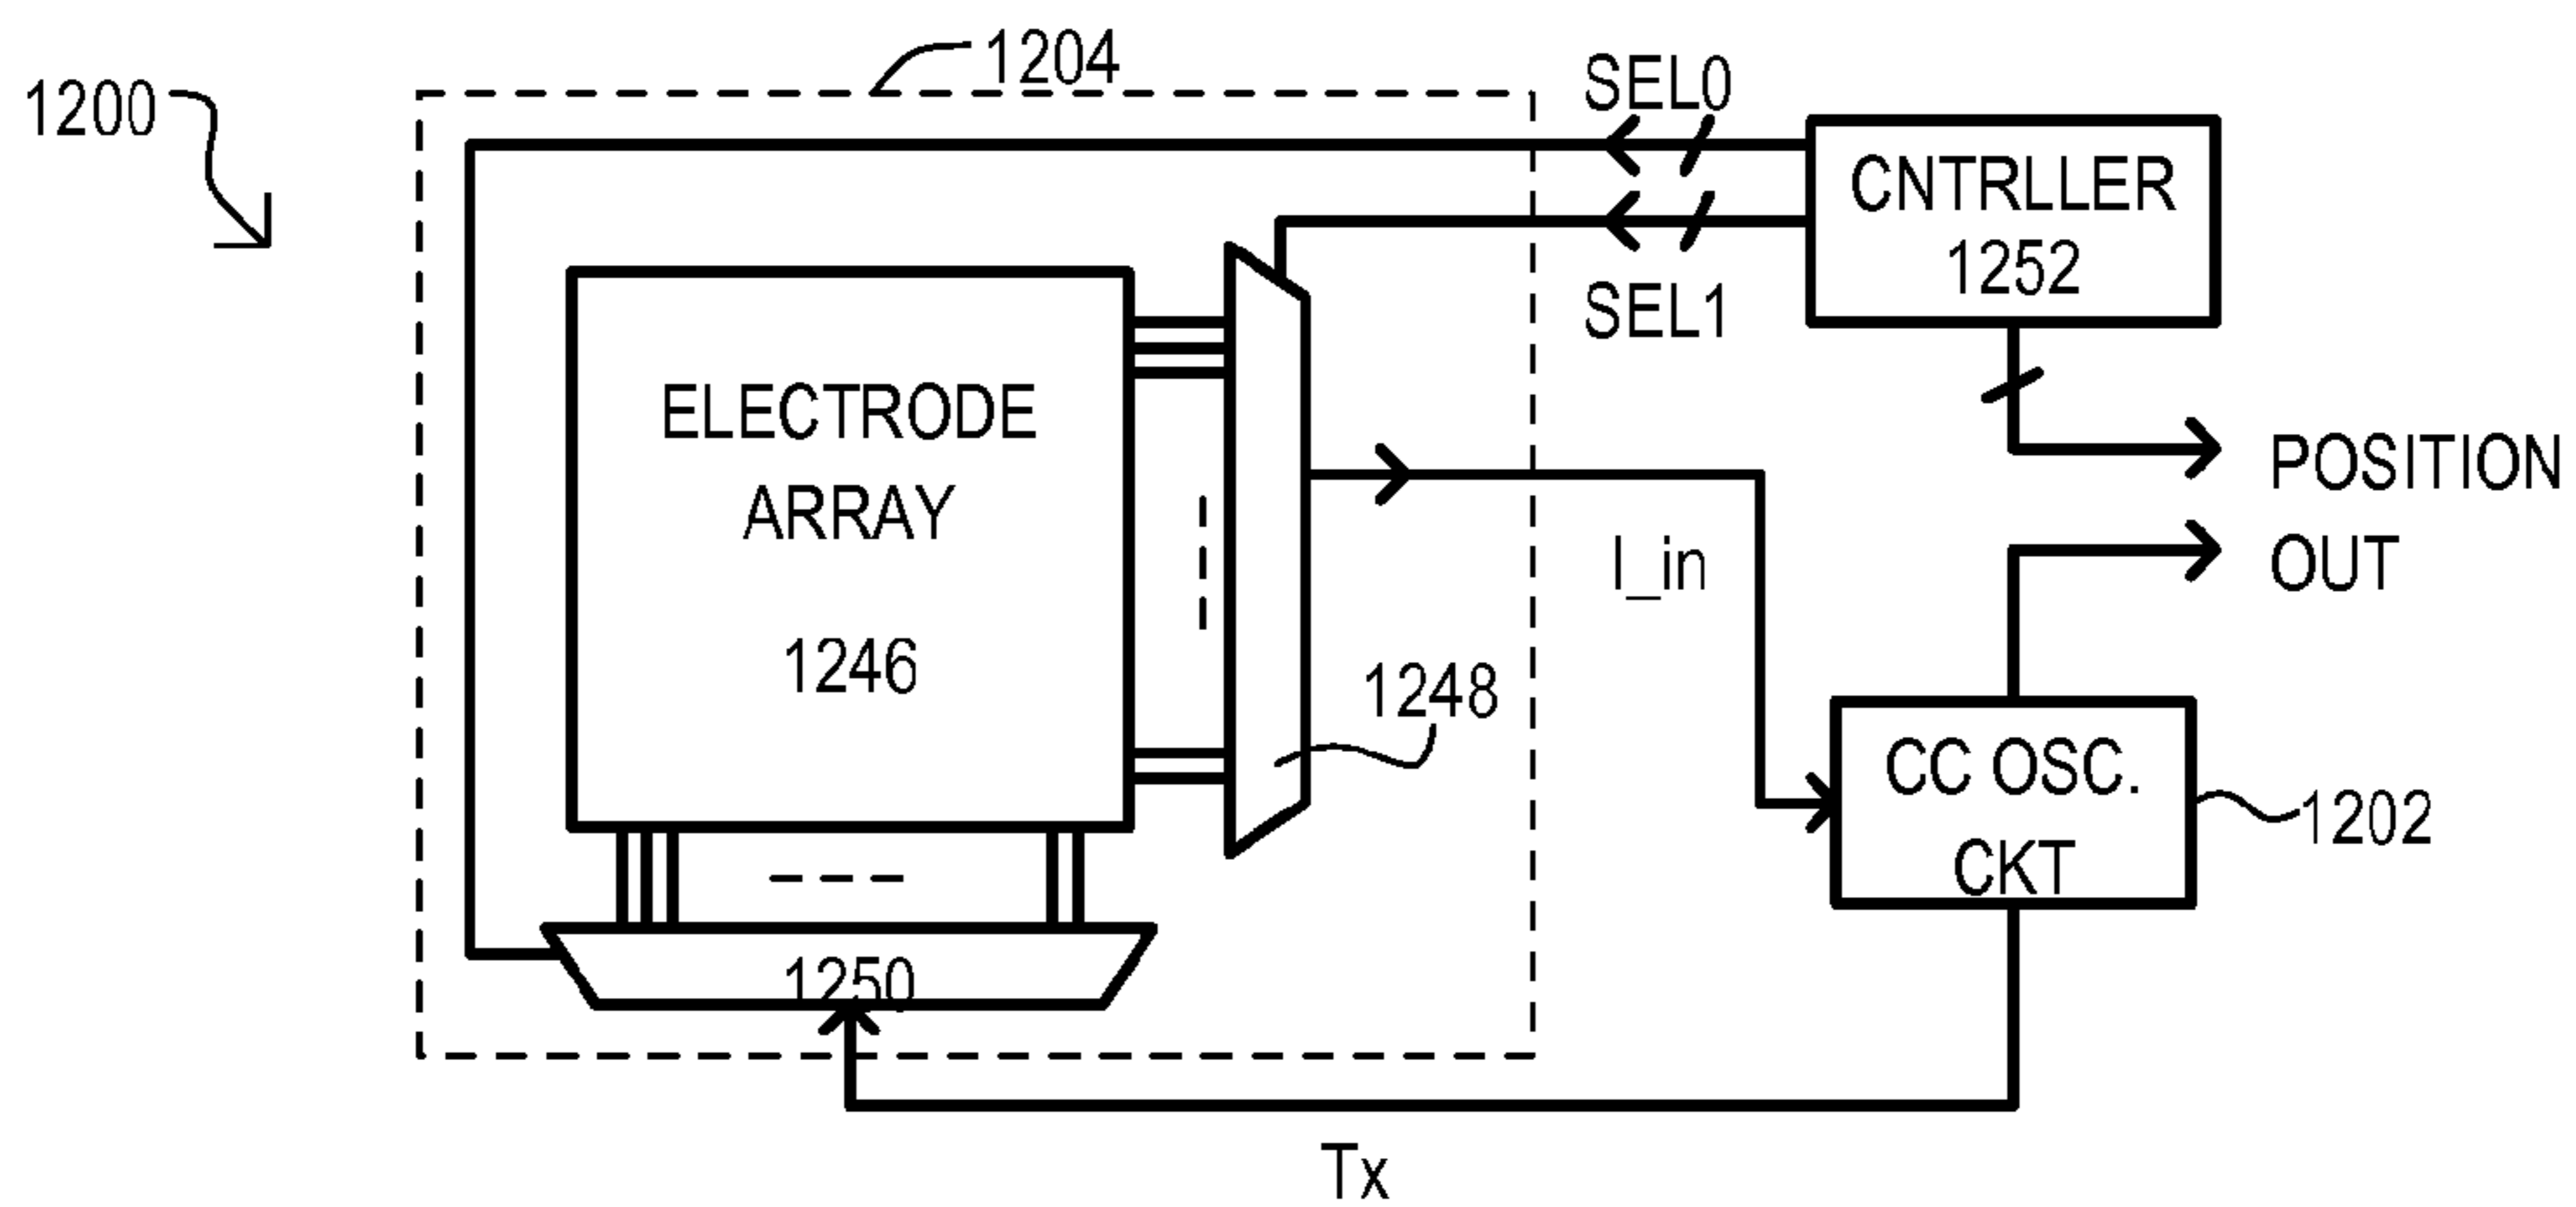 1204
1200
SEL0
CNTRLLER
1252
SEL1
ELECTRODE
ARRAY
1246
POSITION
OUT
I_in
1248
CC OSC.
CKT
1202
1250
Tx